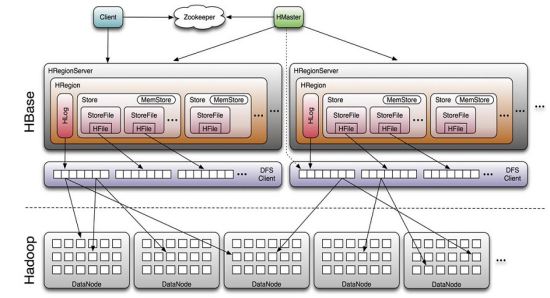 Client
Zookeeper
HMaster
HBase
HRegionServer
HRegion
HLog
Store
MemStore
StoreFile
HFile
StoreFile
HFile
...
Store
MemStore
StoreFile
HFile
...
...
...
DFS
Client
HRegionServer
HRegion
HLog
Store
MemStore
StoreFile
HFile
StoreFile
HFile
...
Store
MemStore
StoreFile
HFile
...
...
...
...
DFS
Client
Hadoop
DataNode
DataNode
DataNode
DataNode
DataNode
...